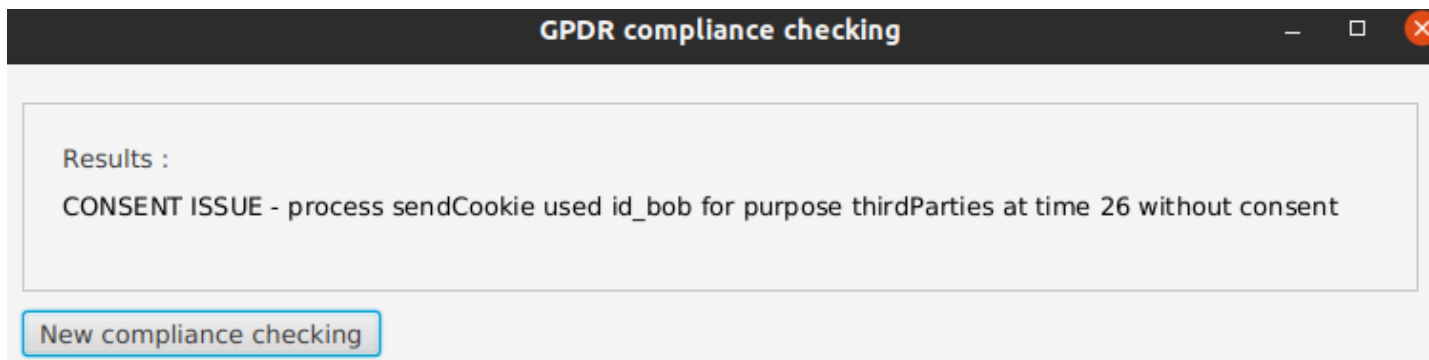 GPDR compliance checking
Results :
CONSENT ISSUE - process sendCookie used id_bob for purpose thirdParties at time 26 without consent
New compliance checking